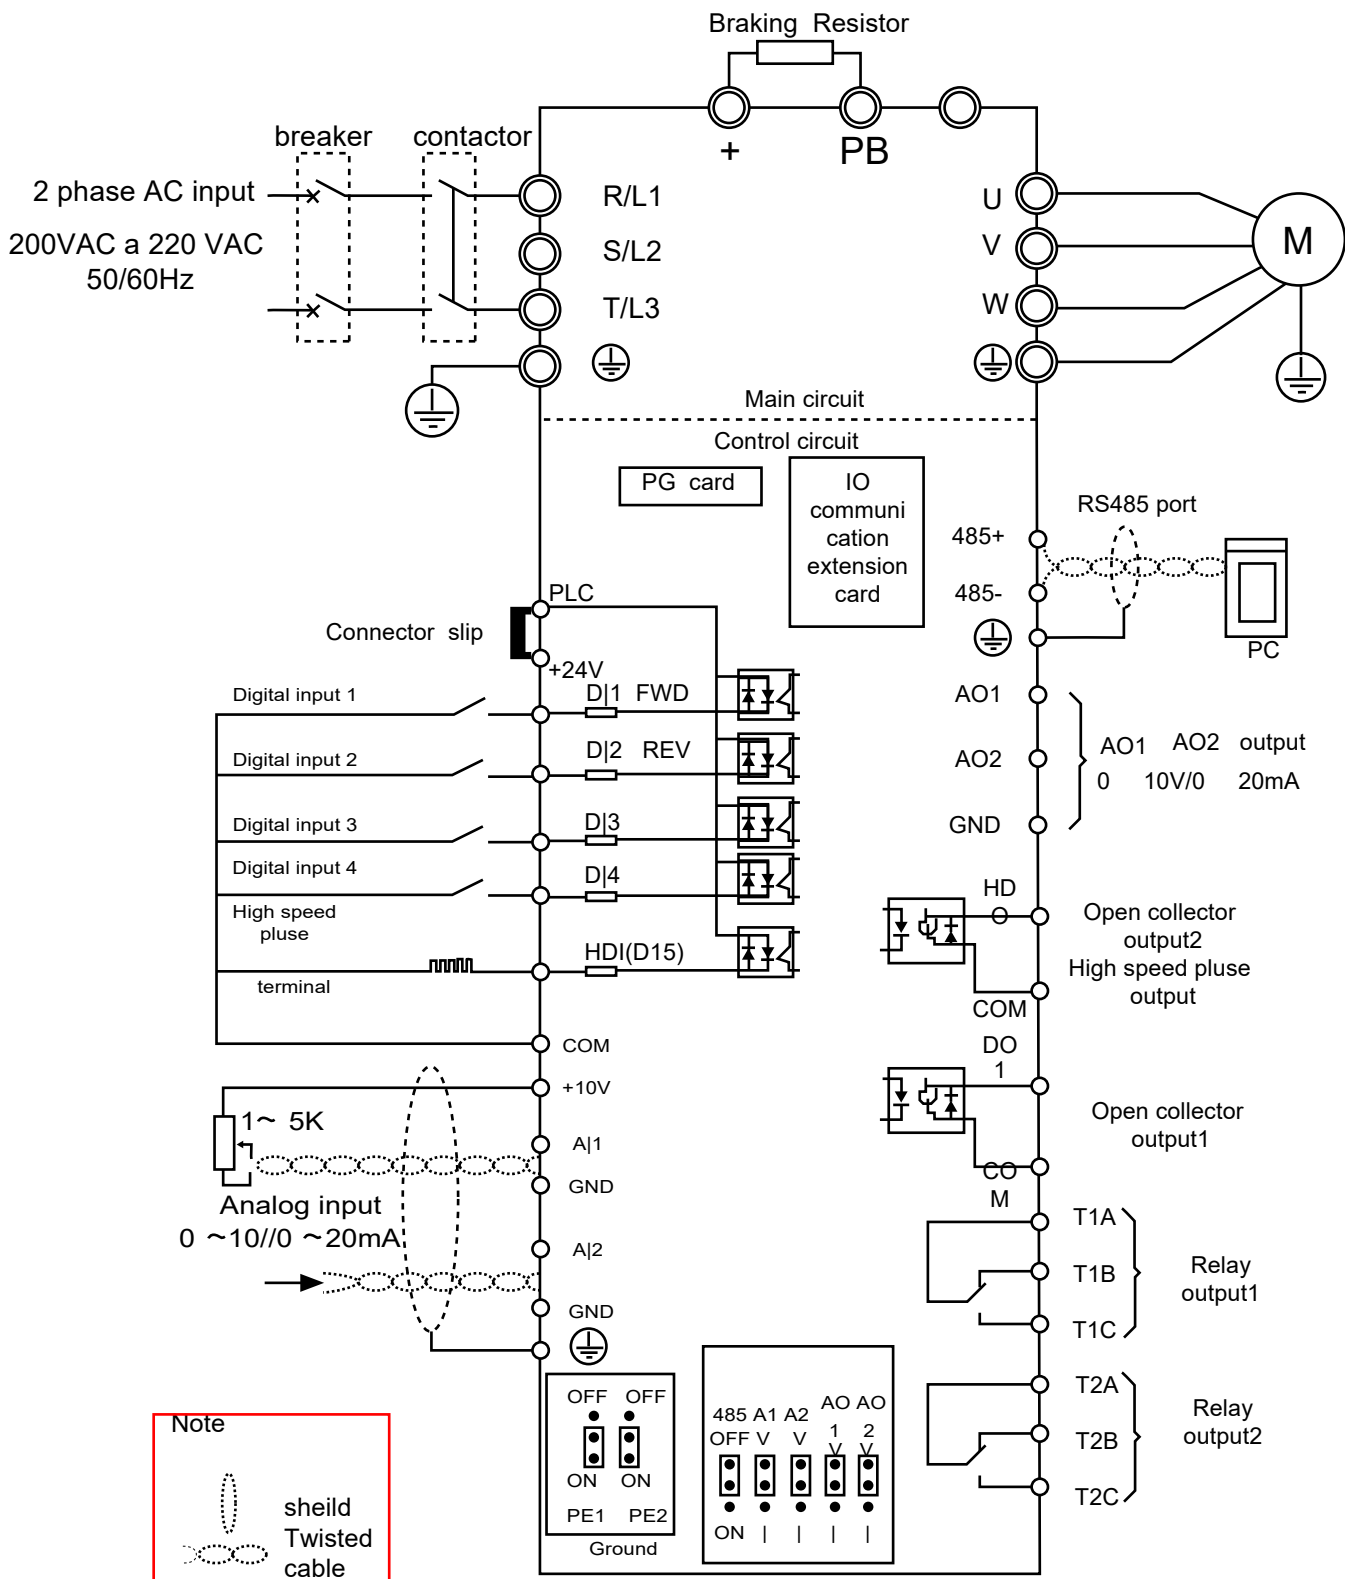 Braking Resistor
+
PB
breaker
contactor
2 phase AC input
200VAC a 220 VAC
50/60Hz
R/L1
S/L2
T/L3
U
V
W
M
Main circuit
Control circuit
PG card
IO
communi
cation
extension
card
RS485 port
485+
485-
PC
PLC
Connector slip
+24V
Digital input 1
D|1 FWD
Digital input 2
D|2 REV
Digital input 3
D|3
Digital input 4
D|4
High speed
pluse
terminal
HDI(D15)
COM
+10V
1~ 5K
A|1
GND
Analog input
0 ~10//0 ~20mA
A|2
GND
AO1
AO2
GND
AO1 AO2 output
0 10V/0 20mA
HD
O
COM
Open collector
output2
High speed pluse
output
DO
1
CO
M
Open collector
output1
T1A
T1B
T1C
Relay
output1
T2A
T2B
T2C
Relay
output2
OFF OFF
ON ON
PE1 PE2
Ground
485 A1 A2 AO AO
OFF V V 1 2
V V
ON | | | |
Note
sheild
Twisted
cable